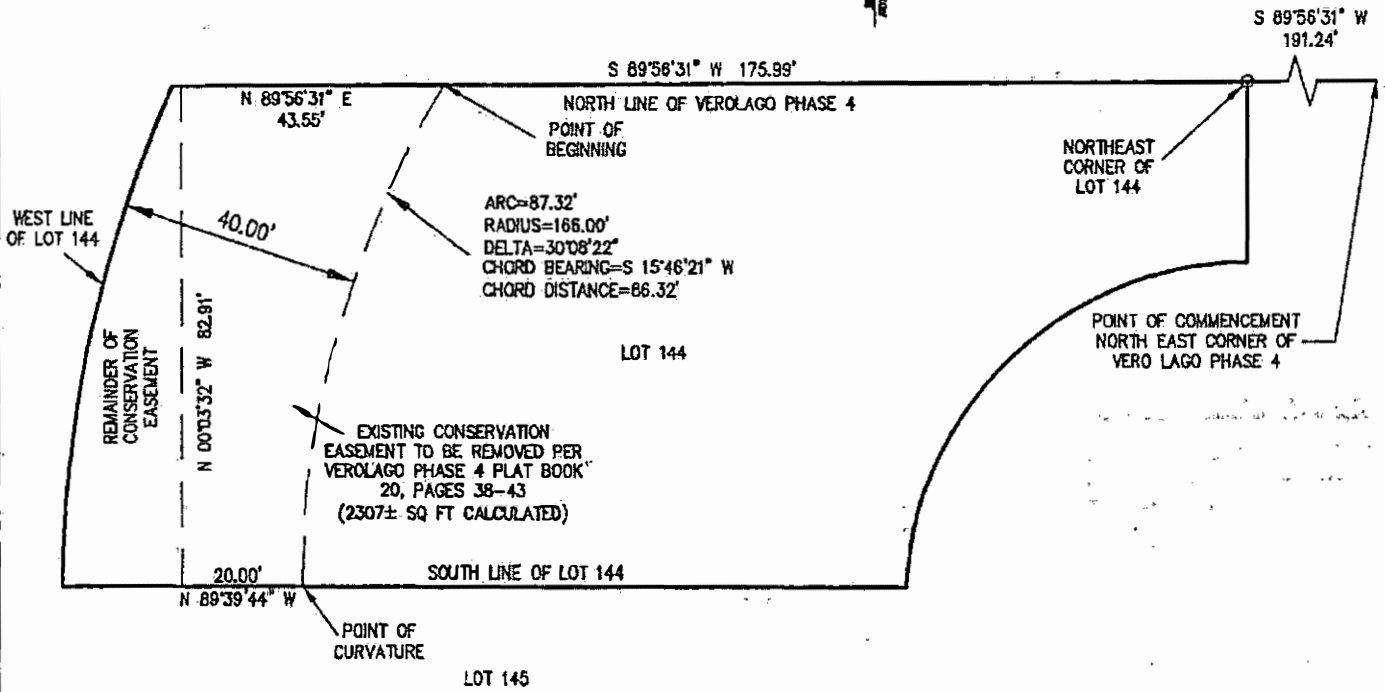 S 89°56'31" W
191.24'
S 89°56'31" W 175.99'
N 89°56'31" E
43.55'
NORTH LINE OF VEROLAGO PHASE 4
POINT OF
BEGINNING
NORTHEAST
CORNER OF
LOT 144
WEST LINE
OF LOT 144
40.00'
ARC=87.32'
RADIUS=166.00'
DELTA=30°08'22"
CHORD BEARING=S 15°46'21" W
CHORD DISTANCE=86.32'
REMAINDER OF
CONSERVATION
EASEMENT
N 00°03'32" W 82.91'
LOT 144
POINT OF COMMENCEMENT
NORTH EAST CORNER OF
VERO LAGO PHASE 4
EXISTING CONSERVATION
EASEMENT TO BE REMOVED PER
VEROLAGO PHASE 4 PLAT BOOK
20, PAGES 38-43
(2307± SQ FT CALCULATED)
20.00'
N 89°39'44" W
SOUTH LINE OF LOT 144
POINT OF
CURVATURE
LOT 145